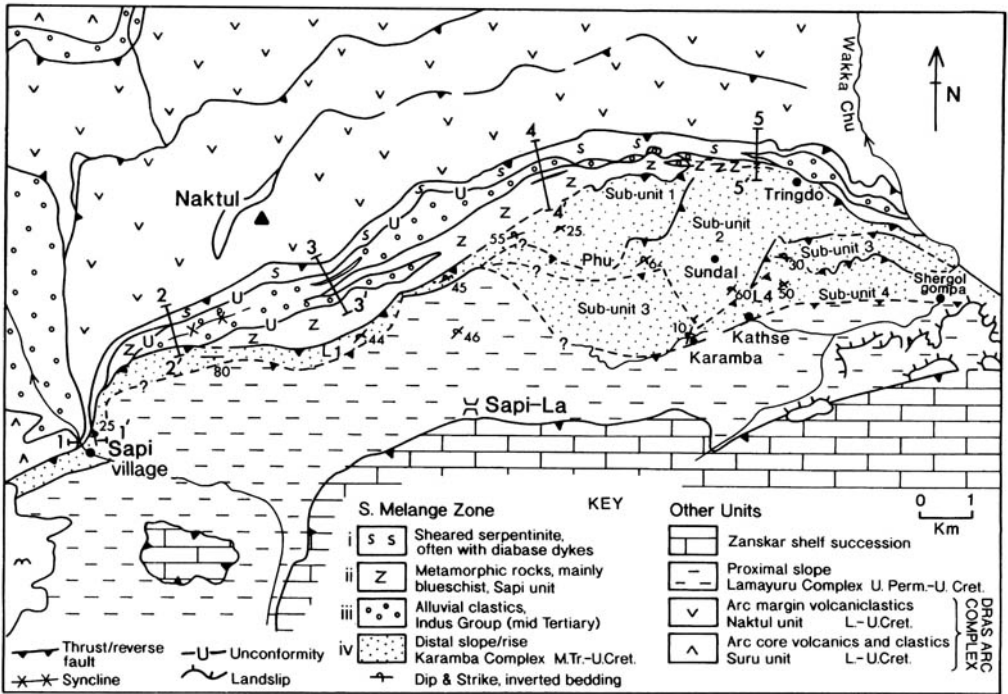 Wakka Chu
N
Naktul
2
2'
3
3'
4
4
5
5'
s
s
s
s
s
s
U
U
U
U
Z
Z
Z
Z
Z
Z Z Z
Tringdo
Sub-unit 1
Sub-unit
2
Sundal
Sub-unit 3
Sub-unit 3
Sub-unit 4
Phu
Shergol
gompa
55
25
45
44
46
80
25
30
50
60
L4
10
L1
?
?
?
?
?
Kathse
Karamba
Sapi-La
1
1'
Sapi
village
0 1
Km
KEY
S. Melange Zone
i s s Sheared serpentinite,
often with diabase dykes
ii Z Metamorphic rocks, mainly
blueschist, Sapi unit
iii Alluvial clastics,
Indus Group (mid Tertiary)
iv Distal slope/rise
Karamba Complex M.Tr.-U.Cret.
Other Units
Zanskar shelf succession
Proximal slope
Lamayuru Complex U. Perm.-U. Cret.
Arc margin volcaniclastics
Naktul unit L.-U.Cret.
Arc core volcanics and clastics
Suru unit L.-U.Cret.
DRAS ARC
COMPLEX
Thrust/reverse
fault
Syncline
U Unconformity
Landslip
Dip & Strike, inverted bedding